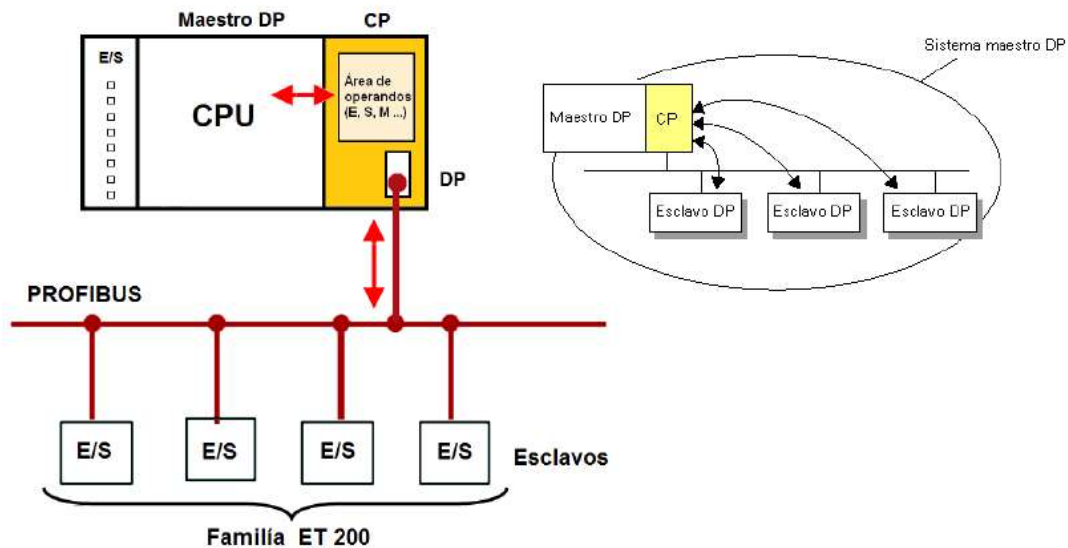 Maestro DP
CP
E/S
CPU
Área de
operandos
(E, S, M ...)
DP
PROFIBUS
E/S
E/S
E/S
E/S
Esclavos
Família ET 200
Sistema maestro DP
Maestro DP
CP
Esclavo DP
Esclavo DP
Esclavo DP